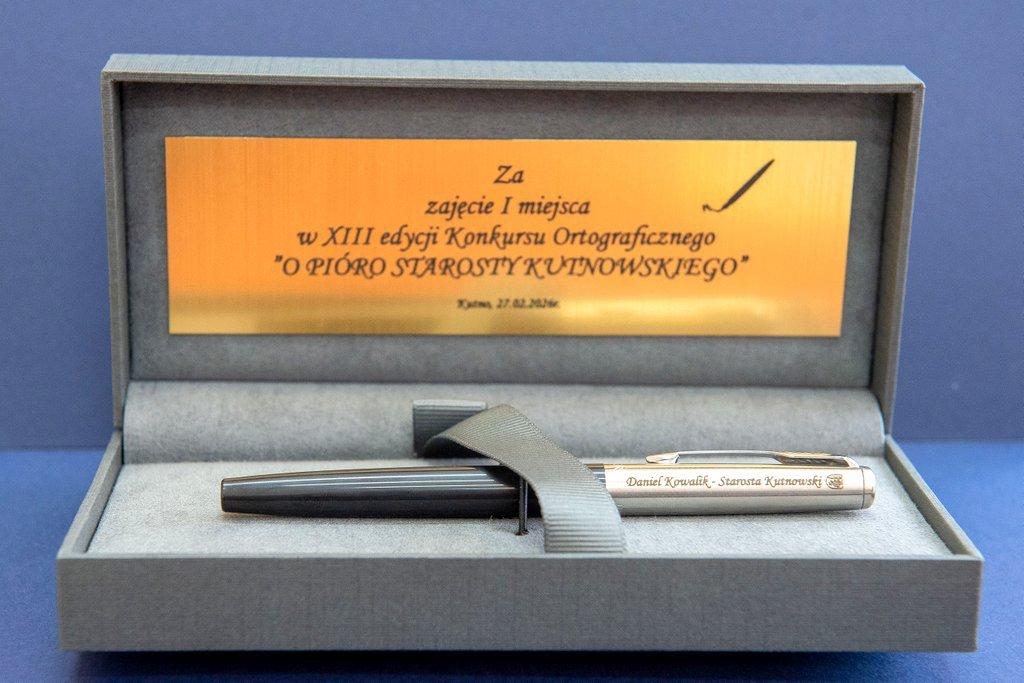 Za
zajęcie I miejsca
w XIII edycji Konkursu Ortograficznego
"O PIÓRO STAROSTY KUTNOWSKIEGO"
Kutno, 27.02.2026r.
Daniel Kowalik - Starosta Kutnowski